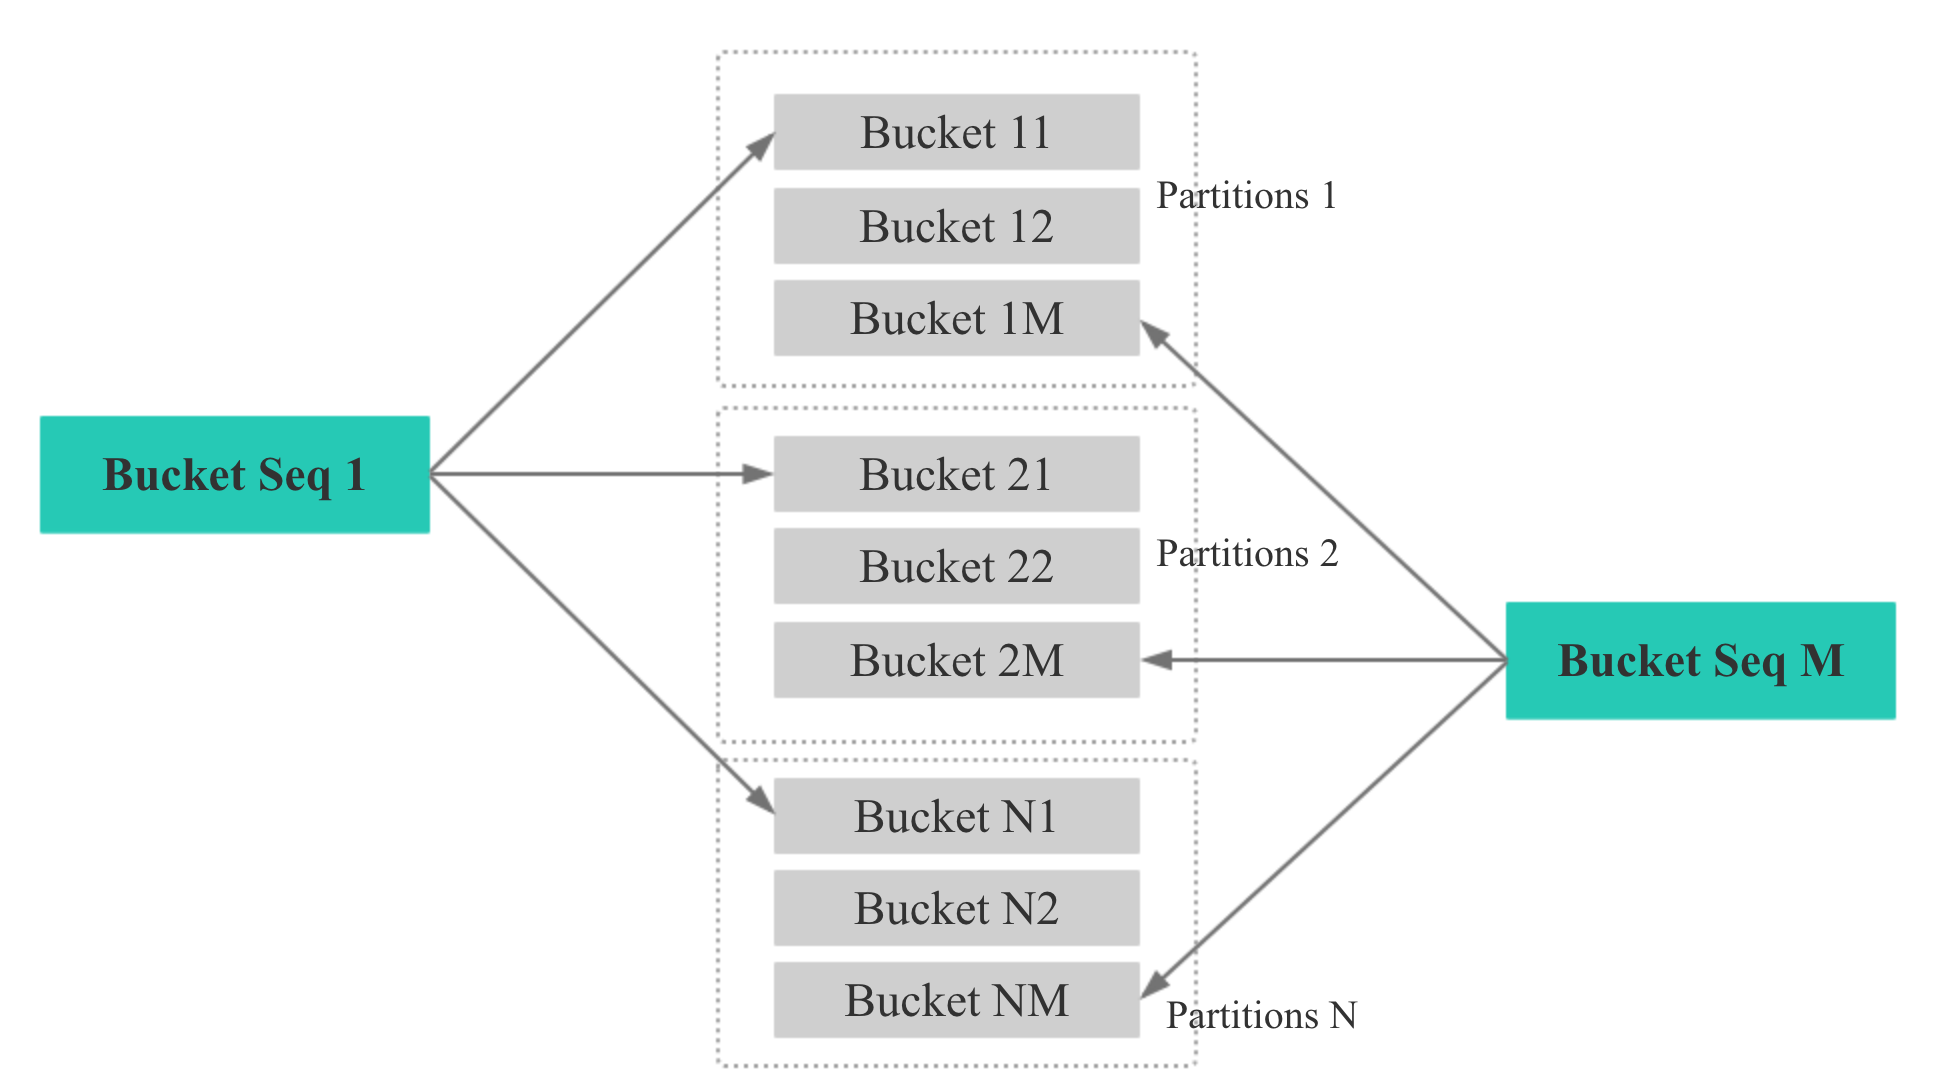 Bucket 11
Bucket 12
Bucket 1M
Partitions 1
Bucket Seq 1
Bucket 21
Bucket 22
Bucket 2M
Partitions 2
Bucket Seq M
Bucket N1
Bucket N2
Bucket NM
Partitions N